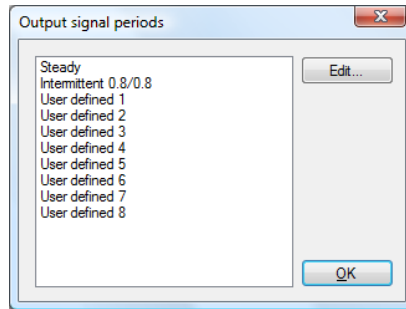 Output signal periods
Steady
Intermittent 0.8/0.8
User defined 1
User defined 2
User defined 3
User defined 4
User defined 5
User defined 6
User defined 7
User defined 8
Edit...
OK